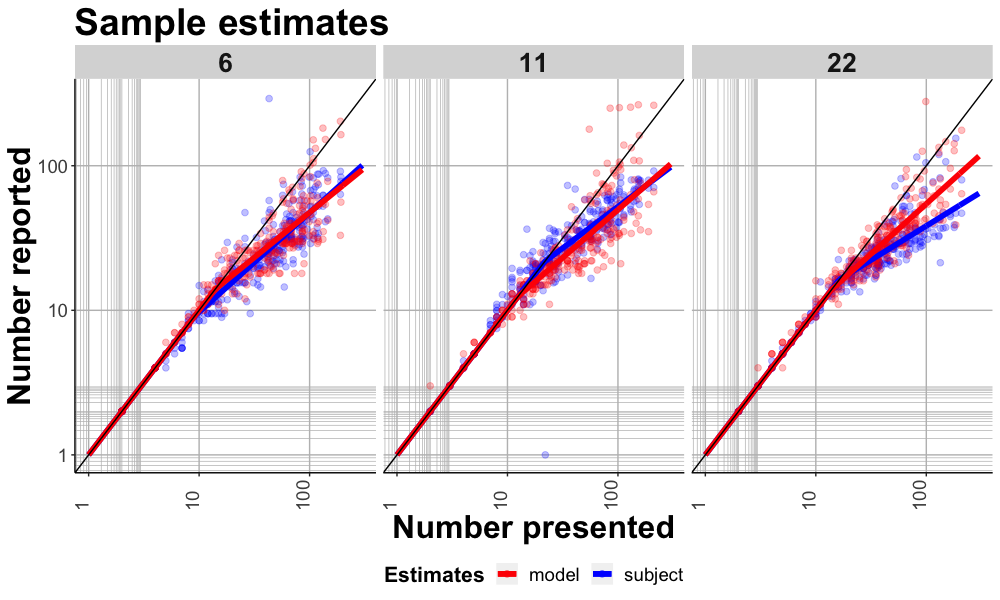 Sample estimates
6 11 22
Number reported
100
10
1
1 10 100 1 10 100 1 10 100
Number presented
Estimates model subject